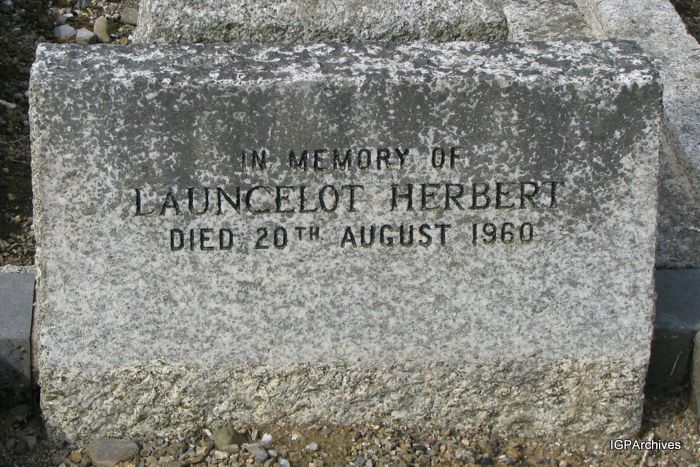 IN MEMORY OF
LAUNCELOT HERBERT
DIED 20TH AUGUST 1960
IGPArchives